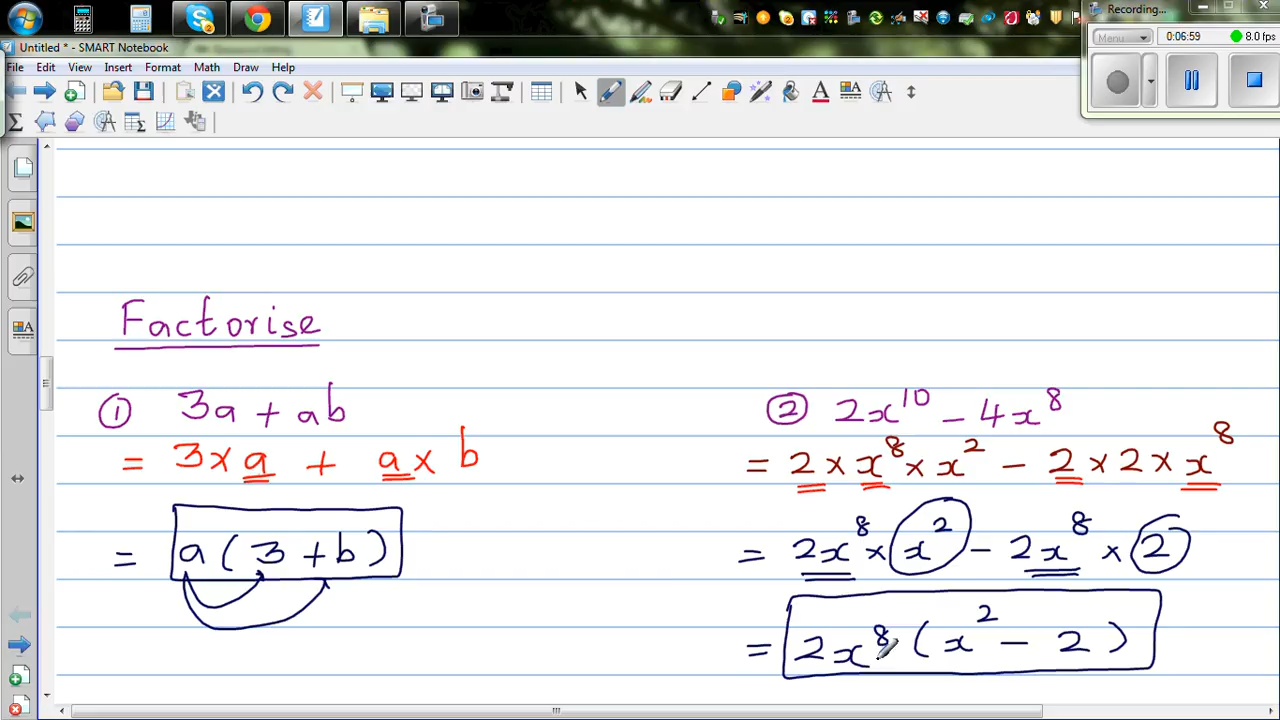 Recording...
Menu
0:06:59
8.0 fps
Untitled * - SMART Notebook
File Edit View Insert Format Math Draw Help
Factorise
① 3a + ab
= 3 × a + a × b
= a ( 3 + b )
② 2x¹⁰ − 4x⁸
= 2 × x⁸ × x² − 2 × 2 × x⁸
= 2x⁸ × x² − 2x⁸ × 2
= 2x⁸ ( x² − 2 )